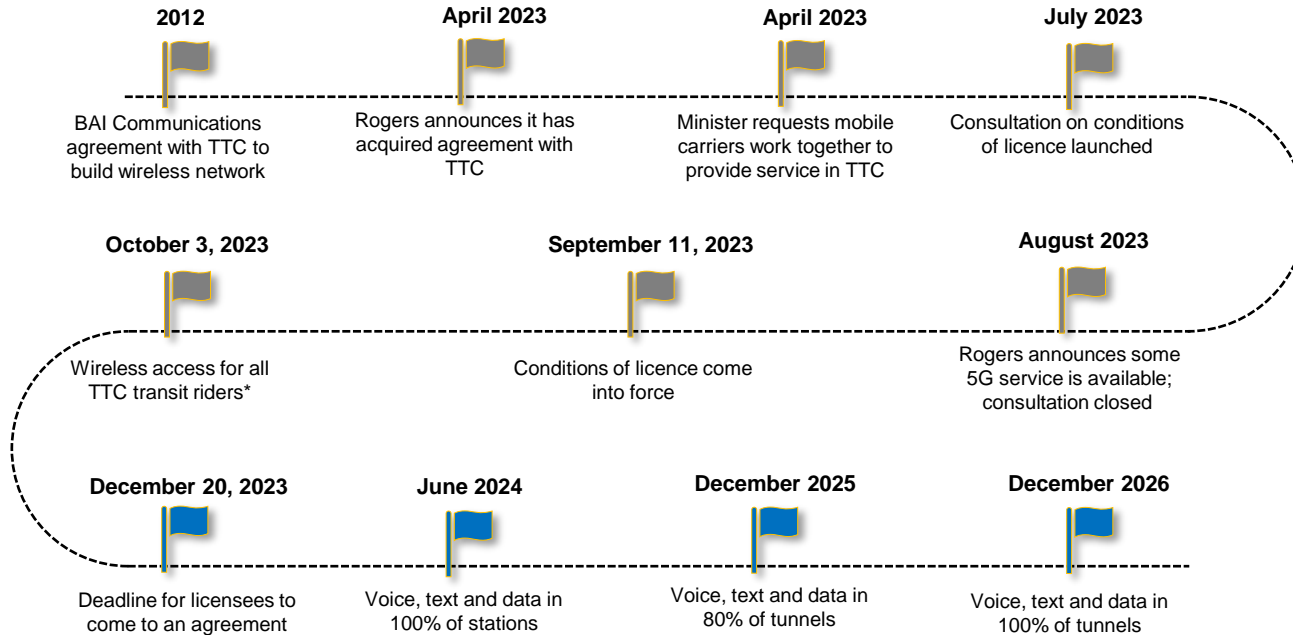 2012
BAI Communications
agreement with TTC to
build wireless network
April 2023
Rogers announces it has
acquired agreement with
TTC
April 2023
Minister requests mobile
carriers work together to
provide service in TTC
July 2023
Consultation on conditions
of licence launched
August 2023
Rogers announces some
5G service is available;
consultation closed
September 11, 2023
Conditions of licence come
into force
October 3, 2023
Wireless access for all
TTC transit riders*
December 20, 2023
Deadline for licensees to
come to an agreement
June 2024
Voice, text and data in
100% of stations
December 2025
Voice, text and data in
80% of tunnels
December 2026
Voice, text and data in
100% of tunnels